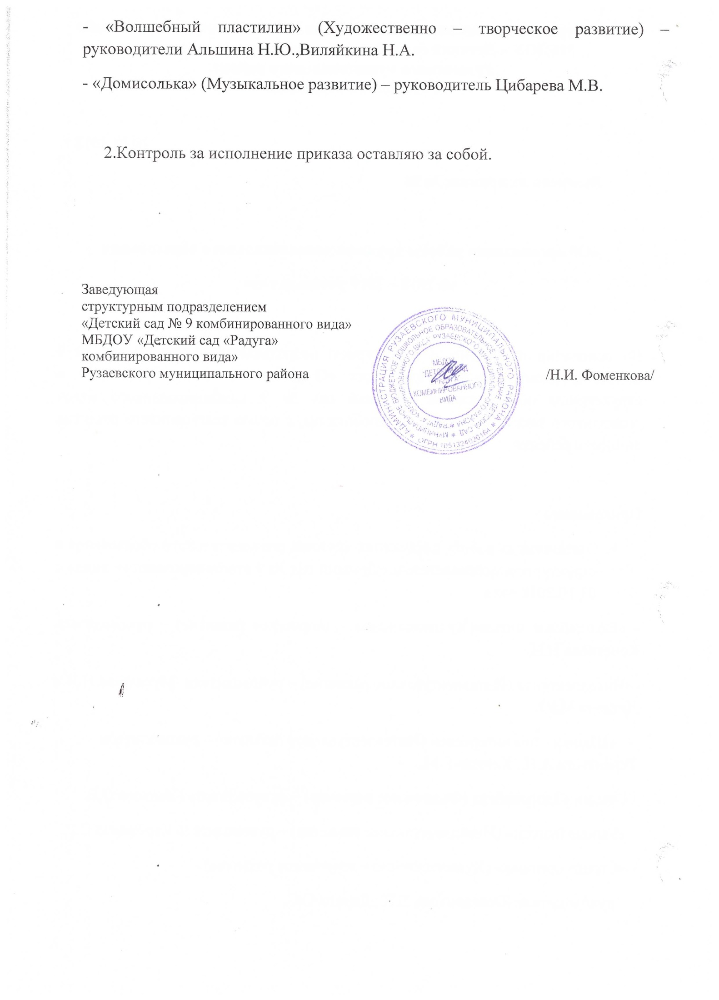 - «Волшебный пластилин» (Художественно – творческое развитие) –
руководители Альшина Н.Ю.,Виляйкина Н.А.
- «Домисолька» (Музыкальное развитие) – руководитель Цибарева М.В.
2.Контроль за исполнение приказа оставляю за собой.
Заведующая
структурным подразделением
«Детский сад № 9 комбинированного вида»
МБДОУ «Детский сад «Радуга»
комбинированного вида»
Рузаевского муниципального района
/Н.И. Фоменкова/
* АДМИНИСТРАЦИЯ РУЗАЕВСКОГО МУНИЦИПАЛЬНОГО РАЙОНА *
ОГРН 1051324020164
* МУНИЦИПАЛЬНОЕ БЮДЖЕТНОЕ ДОШКОЛЬНОЕ ОБРАЗОВАТЕЛЬНОЕ УЧРЕЖДЕНИЕ ДЕТСКИЙ САД
* "РАДУГА" КОМБИНИРОВАННОГО ВИДА" РУЗАЕВСКОГО МУНИЦИПАЛЬНОГО РАЙОНА
МБДОУ
"ДЕТСКИЙ САД
"РАДУГА"
КОМБИНИРОВАННОГО
ВИДА